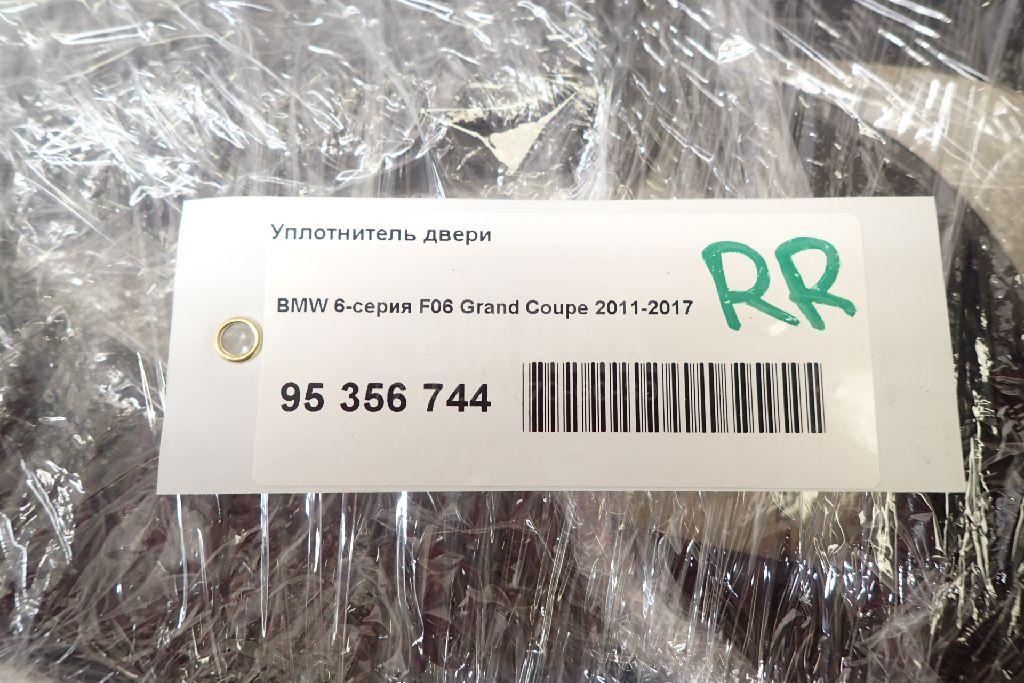 Уплотнитель двери
RR
BMW 6-серия F06 Grand Coupe 2011-2017
95 356 744